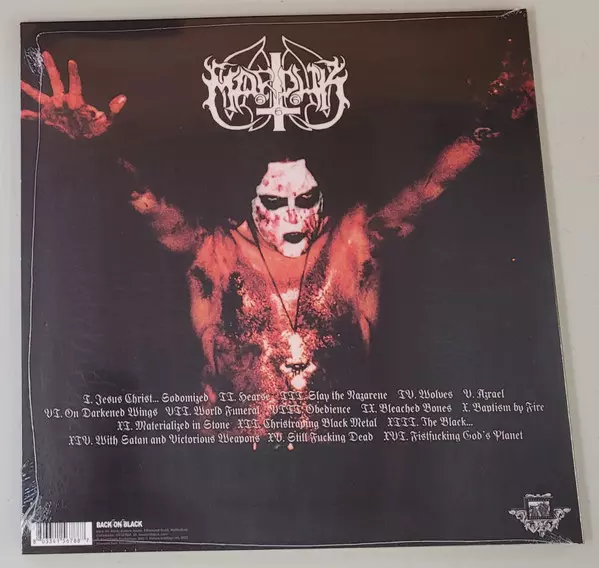 MARDUK
I. Jesus Christ... Sodomized II. Hearse III. Slay the Nazarene IV. Wolves V. Azrael
VI. On Darkened Wings VII. World Funeral VIII. Obedience IX. Bleached Bones X. Baptism by Fire
XI. Materialized in Stone XII. Christraping Black Metal XIII. The Black...
XIV. With Satan and Victorious Weapons XV. Still Fucking Dead XVI. Fistfucking God's Planet
BACK ON BLACK